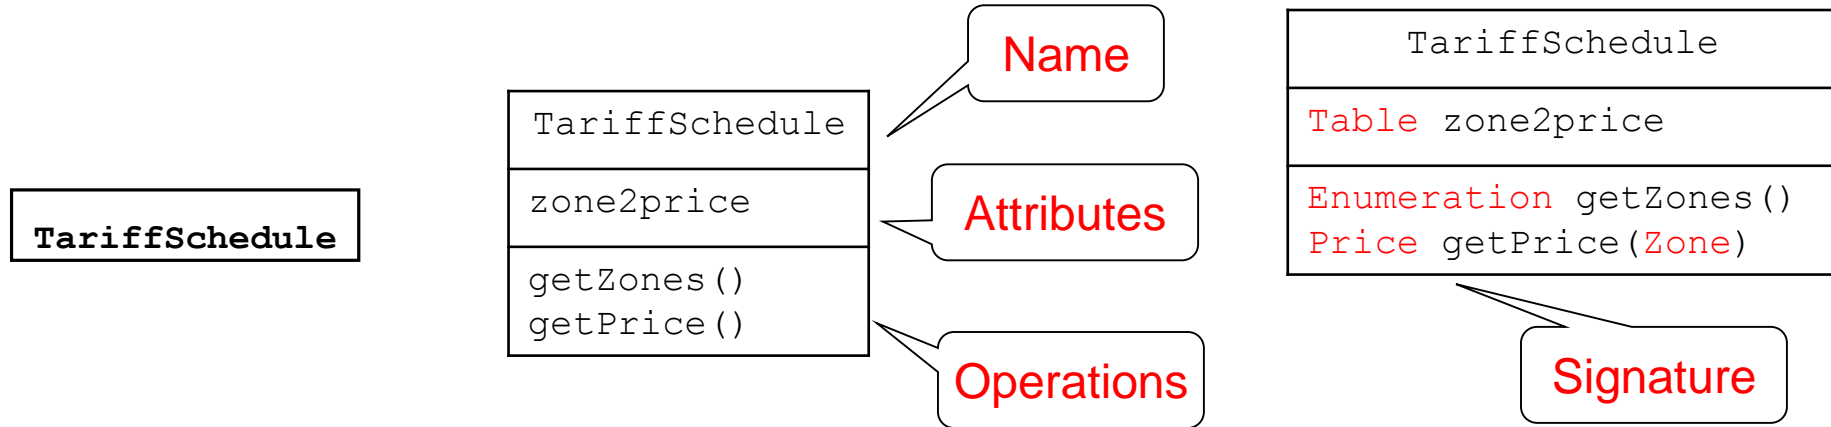 TariffSchedule
TariffSchedule
zone2price
getZones()
getPrice()
Name
Attributes
Operations
TariffSchedule
Table zone2price
Enumeration getZones()
Price getPrice(Zone)
Signature